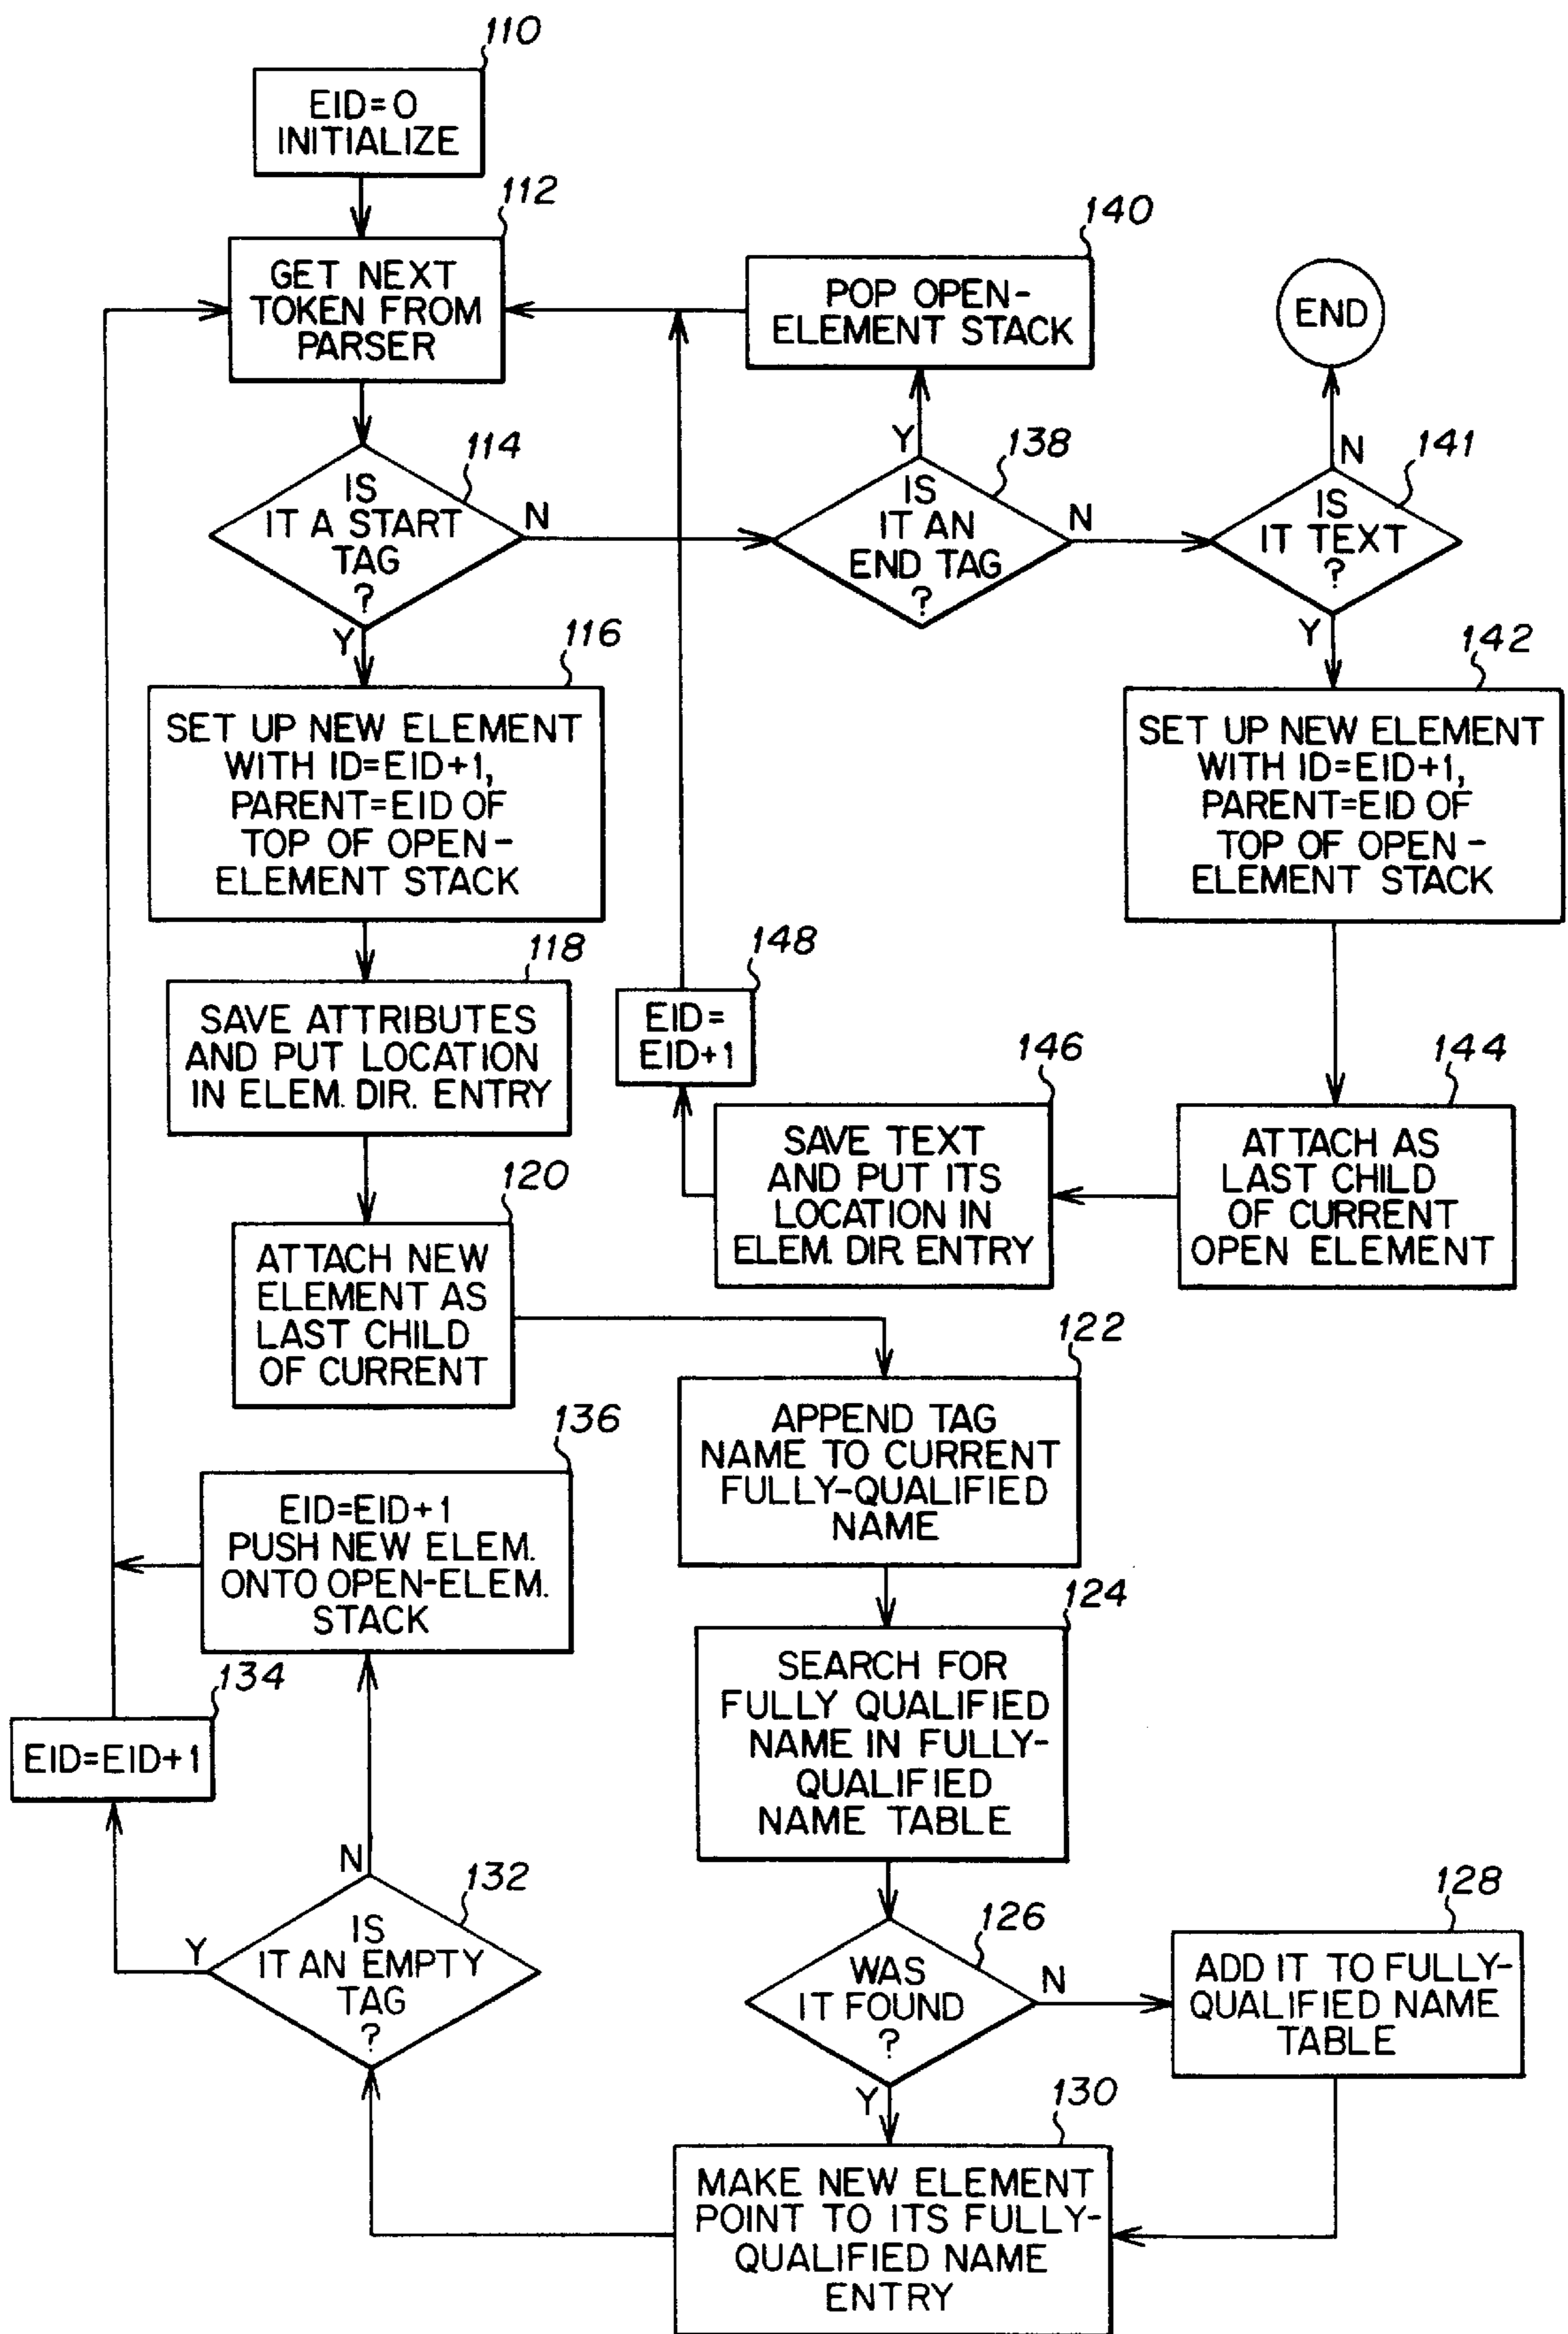 110
EID=0
INITIALIZE
112
GET NEXT
TOKEN FROM
PARSER
140
POP OPEN-
ELEMENT STACK
END
114
IS
IT A START
TAG
?
N
Y
138
IS
IT AN
END TAG
?
Y
N
141
IS
IT TEXT
?
N
Y
116
SET UP NEW ELEMENT
WITH ID=EID+1,
PARENT=EID OF
TOP OF OPEN-
ELEMENT STACK
142
SET UP NEW ELEMENT
WITH ID=EID+1,
PARENT=EID OF
TOP OF OPEN-
ELEMENT STACK
118
SAVE ATTRIBUTES
AND PUT LOCATION
IN ELEM. DIR. ENTRY
148
EID=
EID+1
146
SAVE TEXT
AND PUT ITS
LOCATION IN
ELEM. DIR. ENTRY
144
ATTACH AS
LAST CHILD
OF CURRENT
OPEN ELEMENT
120
ATTACH NEW
ELEMENT AS
LAST CHILD
OF CURRENT
122
APPEND TAG
NAME TO CURRENT
FULLY-QUALIFIED
NAME
136
EID=EID+1
PUSH NEW ELEM.
ONTO OPEN-ELEM.
STACK
124
SEARCH FOR
FULLY QUALIFIED
NAME IN FULLY-
QUALIFIED
NAME TABLE
134
EID=EID+1
132
IS
IT AN EMPTY
TAG
?
N
Y
126
WAS
IT FOUND
?
N
Y
128
ADD IT TO FULLY-
QUALIFIED NAME
TABLE
130
MAKE NEW ELEMENT
POINT TO ITS FULLY-
QUALIFIED NAME
ENTRY